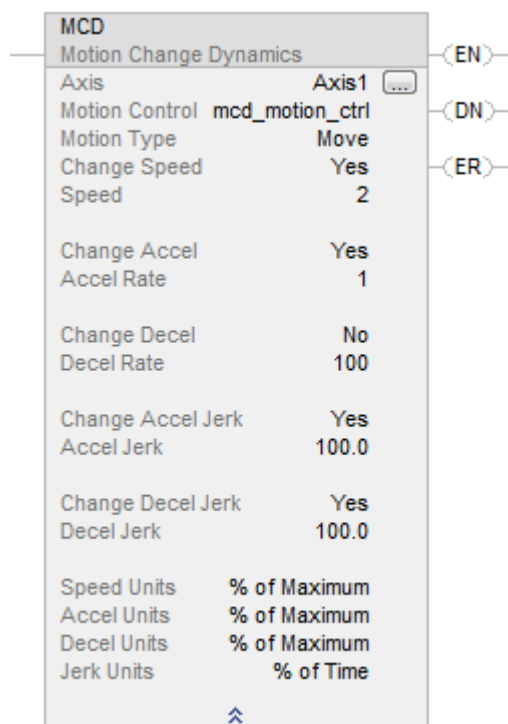 MCD
Motion Change Dynamics
EN
Axis Axis1 ...
Motion Control mcd_motion_ctrl
DN
Motion Type Move
Change Speed Yes
ER
Speed 2
Change Accel Yes
Accel Rate 1
Change Decel No
Decel Rate 100
Change Accel Jerk Yes
Accel Jerk 100.0
Change Decel Jerk Yes
Decel Jerk 100.0
Speed Units % of Maximum
Accel Units % of Maximum
Decel Units % of Maximum
Jerk Units % of Time